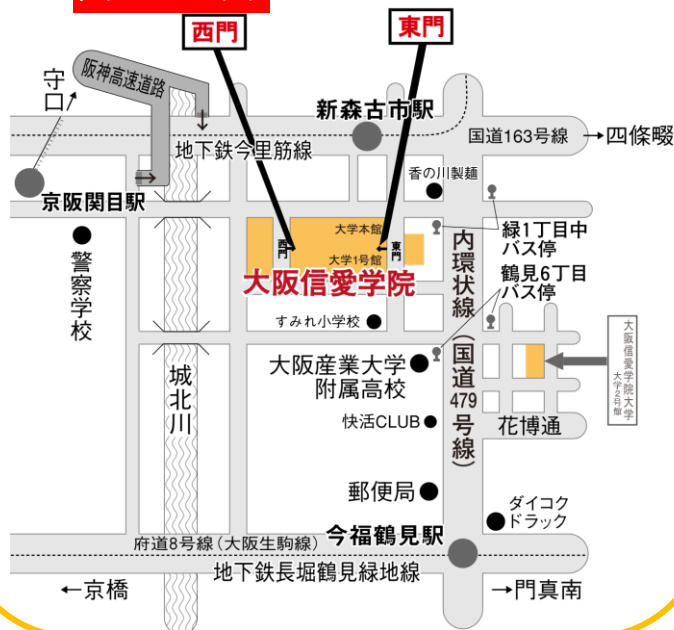 西門
東門
阪神高速道路
守口
新森古市駅
国道163号線
→四條畷
地下鉄今里筋線
香の川製麺
京阪関目駅
緑1丁目中
バス停
大学本館
西門
東門
大学1号館
大阪信愛学院
警察学校
内環状線(国道479号線)
鶴見6丁目
バス停
すみれ小学校
大阪産業大学
附属高校
大阪信愛学院大学
大学2号館
城北川
快活CLUB
花博通
郵便局
ダイコク
ドラック
府道8号線(大阪生駒線)
今福鶴見駅
地下鉄長堀鶴見緑地線
←京橋
→門真南